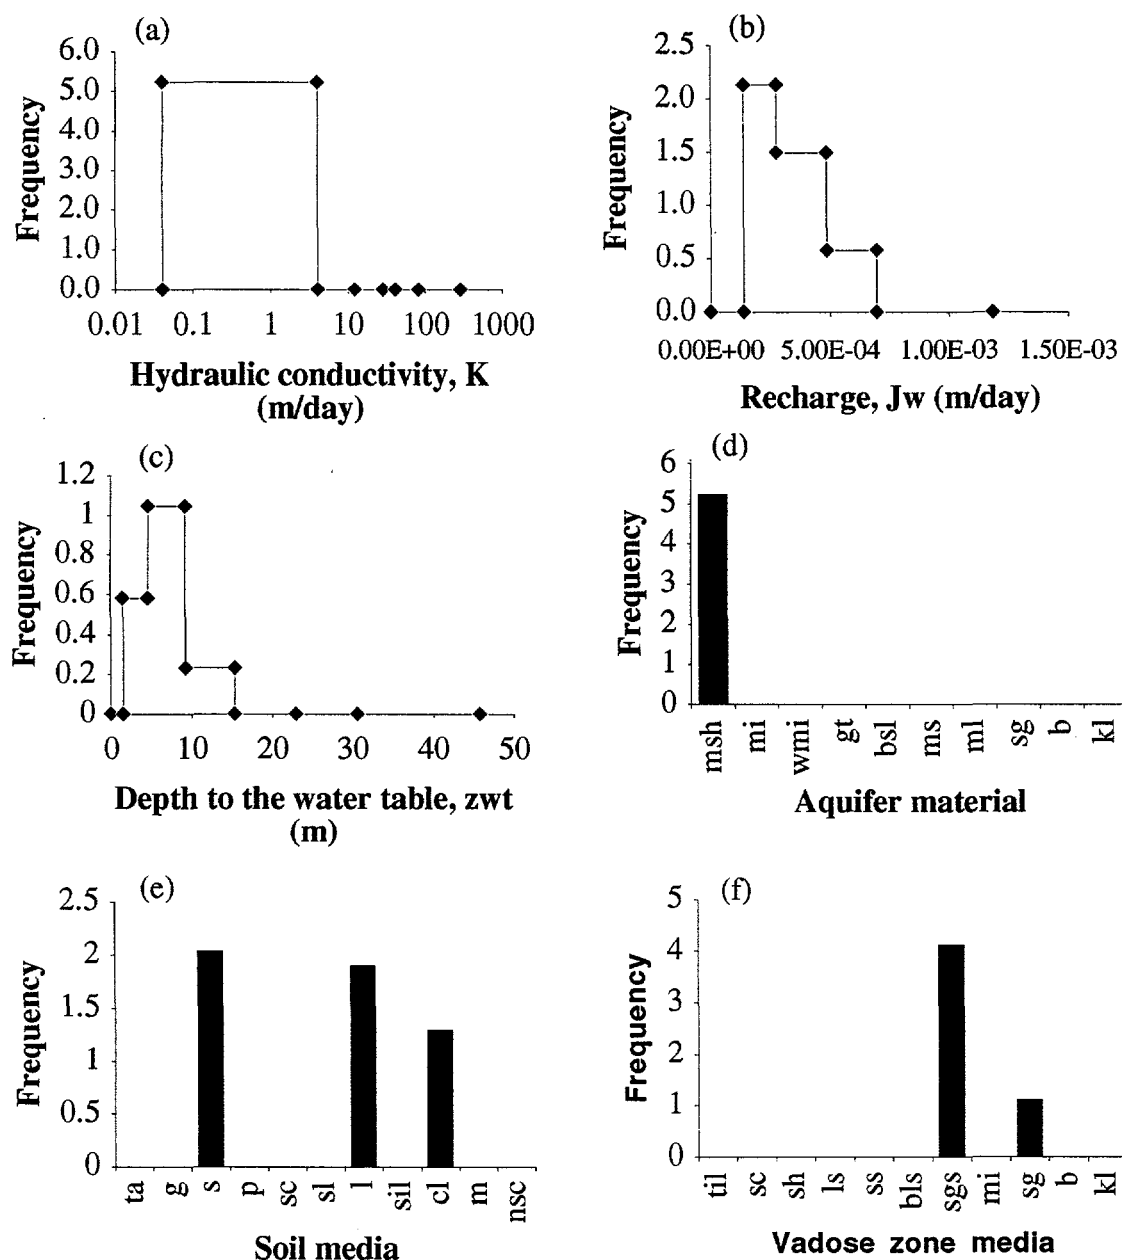 (a)
6.0
5.0
4.0
3.0
2.0
1.0
0.0
Frequency
0.01 0.1 1 10 100 1000
Hydraulic conductivity, K
(m/day)
(b)
2.5
2.0
1.5
1.0
0.5
0.0
Frequency
0.00E+00 5.00E-04 1.00E-03 1.50E-03
Recharge, Jw (m/day)
(c)
1.2
1
0.8
0.6
0.4
0.2
0
Frequency
0 10 20 30 40 50
Depth to the water table, zwt
(m)
(d)
6
5
4
3
2
1
0
Frequency
msh mi wmi gt bsl ms ml sg b kl
Aquifer material
(e)
2.5
2
1.5
1
0.5
0
Frequency
ta g s p sc sl l sil cl m nsc
Soil media
(f)
5
4
3
2
1
0
Frequency
til sc sh ls ss bls sgs mi sg b kl
Vadose zone media